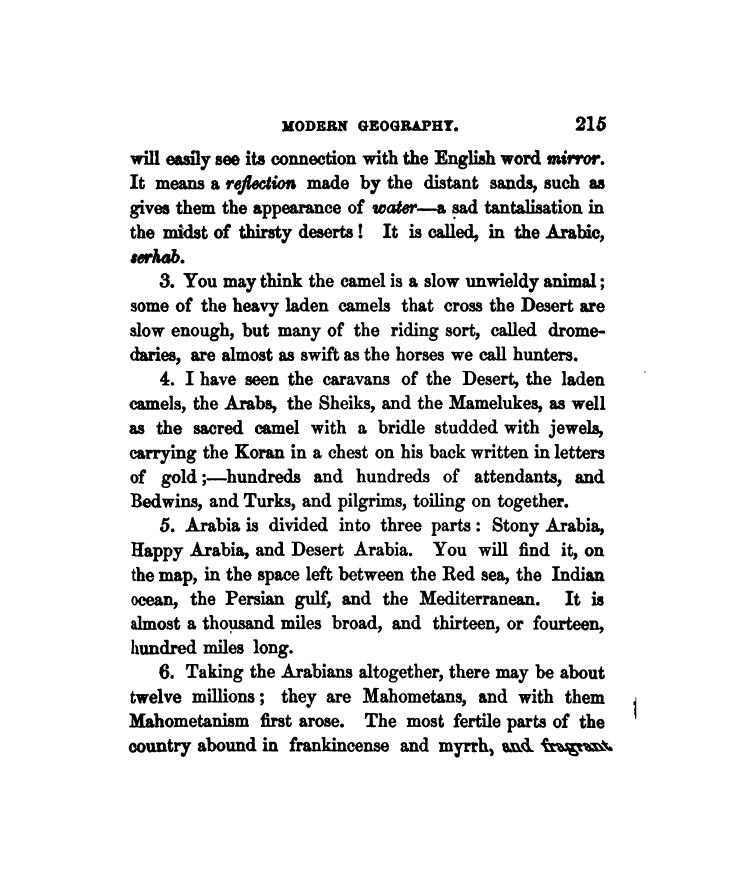 MODERN GEOGRAPHY. 215
will easily see its connection with the English word mirror.
It means a reflection made by the distant sands, such as
gives them the appearance of water—a sad tantalisation in
the midst of thirsty deserts! It is called, in the Arabic,
serhab.
3. You may think the camel is a slow unwieldy animal;
some of the heavy laden camels that cross the Desert are
slow enough, but many of the riding sort, called drome-
daries, are almost as swift as the horses we call hunters.
4. I have seen the caravans of the Desert, the laden
camels, the Arabs, the Sheiks, and the Mamelukes, as well
as the sacred camel with a bridle studded with jewels,
carrying the Koran in a chest on his back written in letters
of gold;—hundreds and hundreds of attendants, and
Bedwins, and Turks, and pilgrims, toiling on together.
5. Arabia is divided into three parts: Stony Arabia,
Happy Arabia, and Desert Arabia. You will find it, on
the map, in the space left between the Red sea, the Indian
ocean, the Persian gulf, and the Mediterranean. It is
almost a thousand miles broad, and thirteen, or fourteen,
hundred miles long.
6. Taking the Arabians altogether, there may be about
twelve millions; they are Mahometans, and with them
Mahometanism first arose. The most fertile parts of the
country abound in frankincense and myrrh, and fragrant